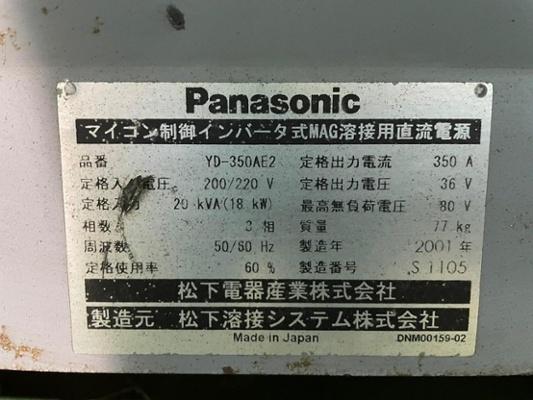 Panasonic
マイコン制御インバータ式MAG溶接用直流電源
品番 YD-350AE2 定格出力電流 350 A
定格入力電圧 200/220 V 定格出力電圧 36 V
定格入力 20 kVA(18 kW) 最高無負荷電圧 80 V
相数 3 相 質量 77 kg
周波数 50/60 Hz 製造年 2001 年
定格使用率 60 % 製造番号 S 1105
松下電器産業株式会社
製造元 松下溶接システム株式会社
Made in Japan DNM00159-02